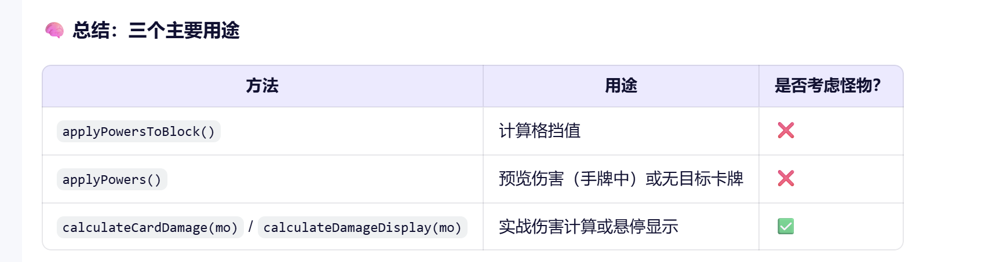 🧠 总结：三个主要用途
方法 用途 是否考虑怪物？
applyPowersToBlock() 计算格挡值 ❌
applyPowers() 预览伤害（手牌中）或无目标卡牌 ❌
calculateCardDamage(mo) / calculateDamageDisplay(mo) 实战伤害计算或悬停显示 ✅